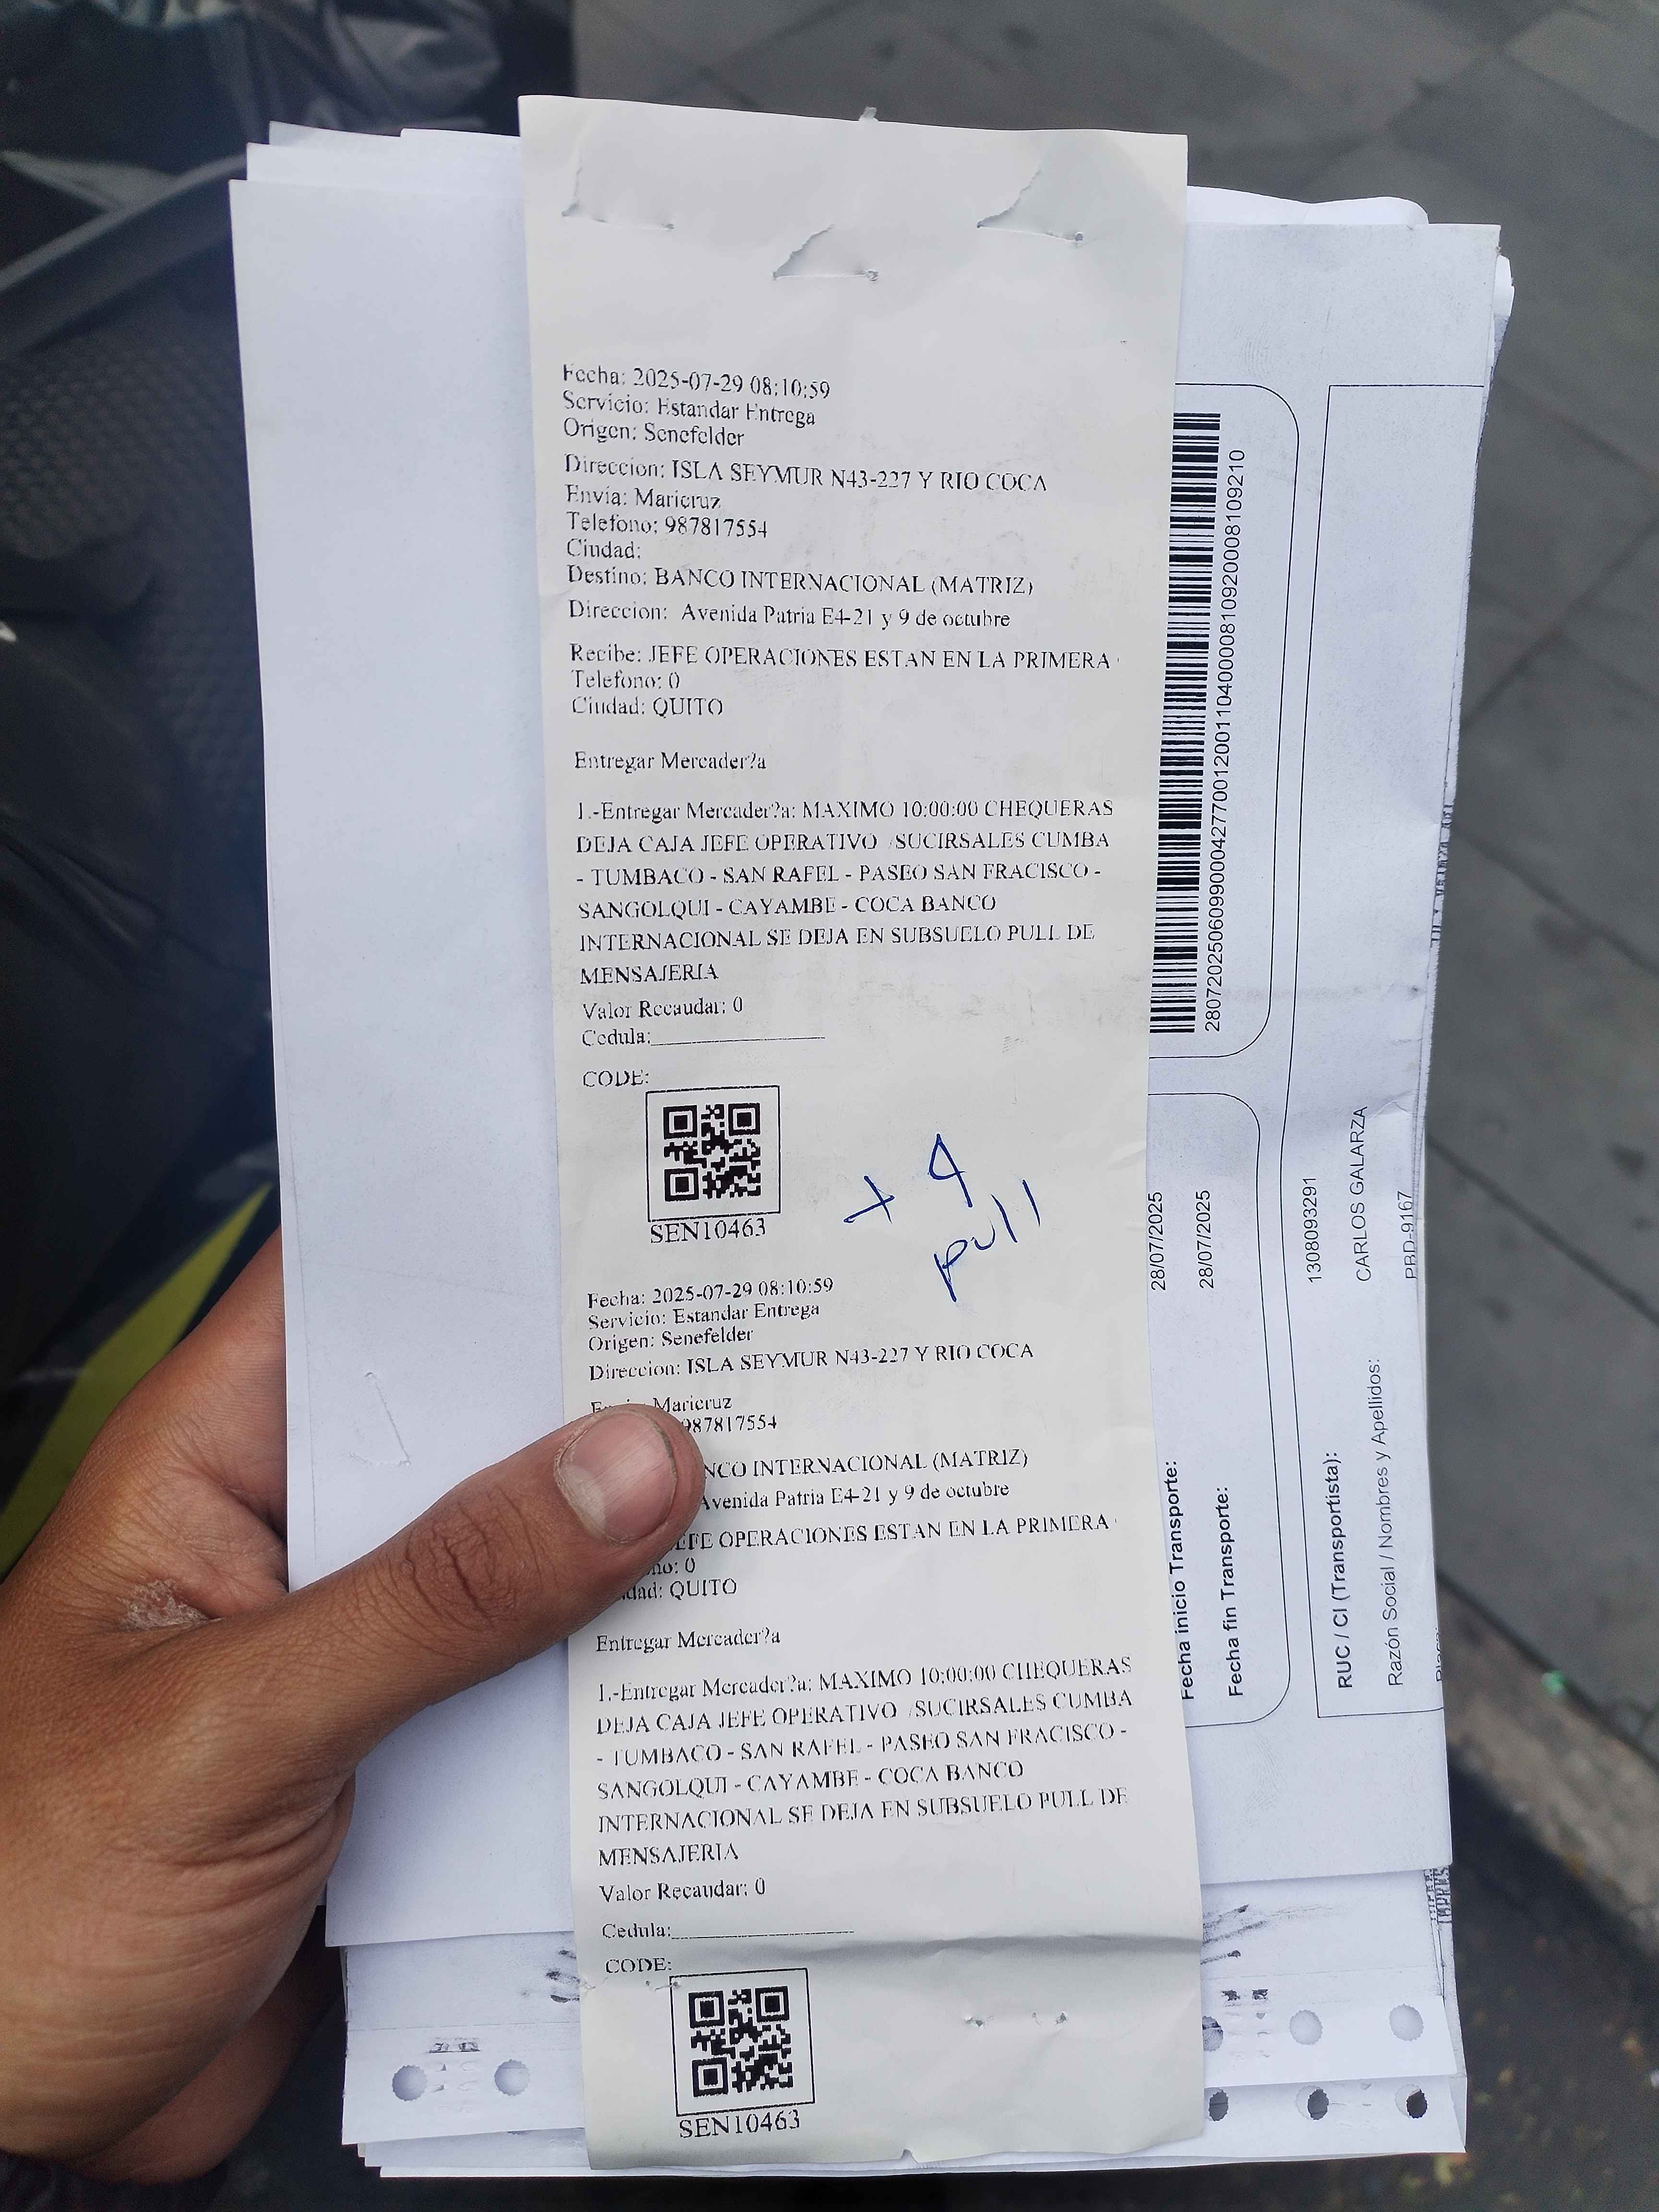 Fecha: 2025-07-29 08:10:59
Servicio: Estandar Entrega
Origen: Senefelder
Direccion: ISLA SEYMUR N43-227 Y RIO COCA
Envia: Maricruz
Telefono: 987817554
Ciudad:
Destino: BANCO INTERNACIONAL (MATRIZ)
Direccion: Avenida Patria E4-21 y 9 de octubre
Recibe: JEFE OPERACIONES ESTAN EN LA PRIMERA
Telefono: 0
Ciudad: QUITO
Entregar Mercader?a
1.-Entregar Mercader?a: MAXIMO 10:00:00 CHEQUERAS
DEJA CAJA JEFE OPERATIVO /SUCIRSALES CUMBA
- TUMBACO - SAN RAFEL - PASEO SAN FRACISCO -
SANGOLQUI - CAYAMBE - COCA BANCO
INTERNACIONAL SE DEJA EN SUBSUELO PULL DE
MENSAJERIA
Valor Recaudar: 0
Cedula:
CODE:
SEN10463
+ 4
pull
Fecha: 2025-07-29 08:10:59
Servicio: Estandar Entrega
Origen: Senefelder
Direccion: ISLA SEYMUR N43-227 Y RIO COCA
Maricruz
987817554
NCO INTERNACIONAL (MATRIZ)
Avenida Patria E4-21 y 9 de octubre
EFE OPERACIONES ESTAN EN LA PRIMERA
no: 0
dad: QUITO
Entregar Mercader?a
1.-Entregar Mercader?a: MAXIMO 10:00:00 CHEQUERAS
DEJA CAJA JEFE OPERATIVO /SUCIRSALES CUMBA
- TUMBACO - SAN RAFEL - PASEO SAN FRACISCO -
SANGOLQUI - CAYAMBE - COCA BANCO
INTERNACIONAL SE DEJA EN SUBSUELO PULL DE
MENSAJERIA
Valor Recaudar: 0
Cedula:
CODE:
SEN10463
2807202506099000427700120011040000810920008109210
Fecha inicio Transporte: 28/07/2025
Fecha fin Transporte: 28/07/2025
RUC / CI (Transportista): 1308093291
Razón Social / Nombres y Apellidos: CARLOS GALARZA
PBD-9167